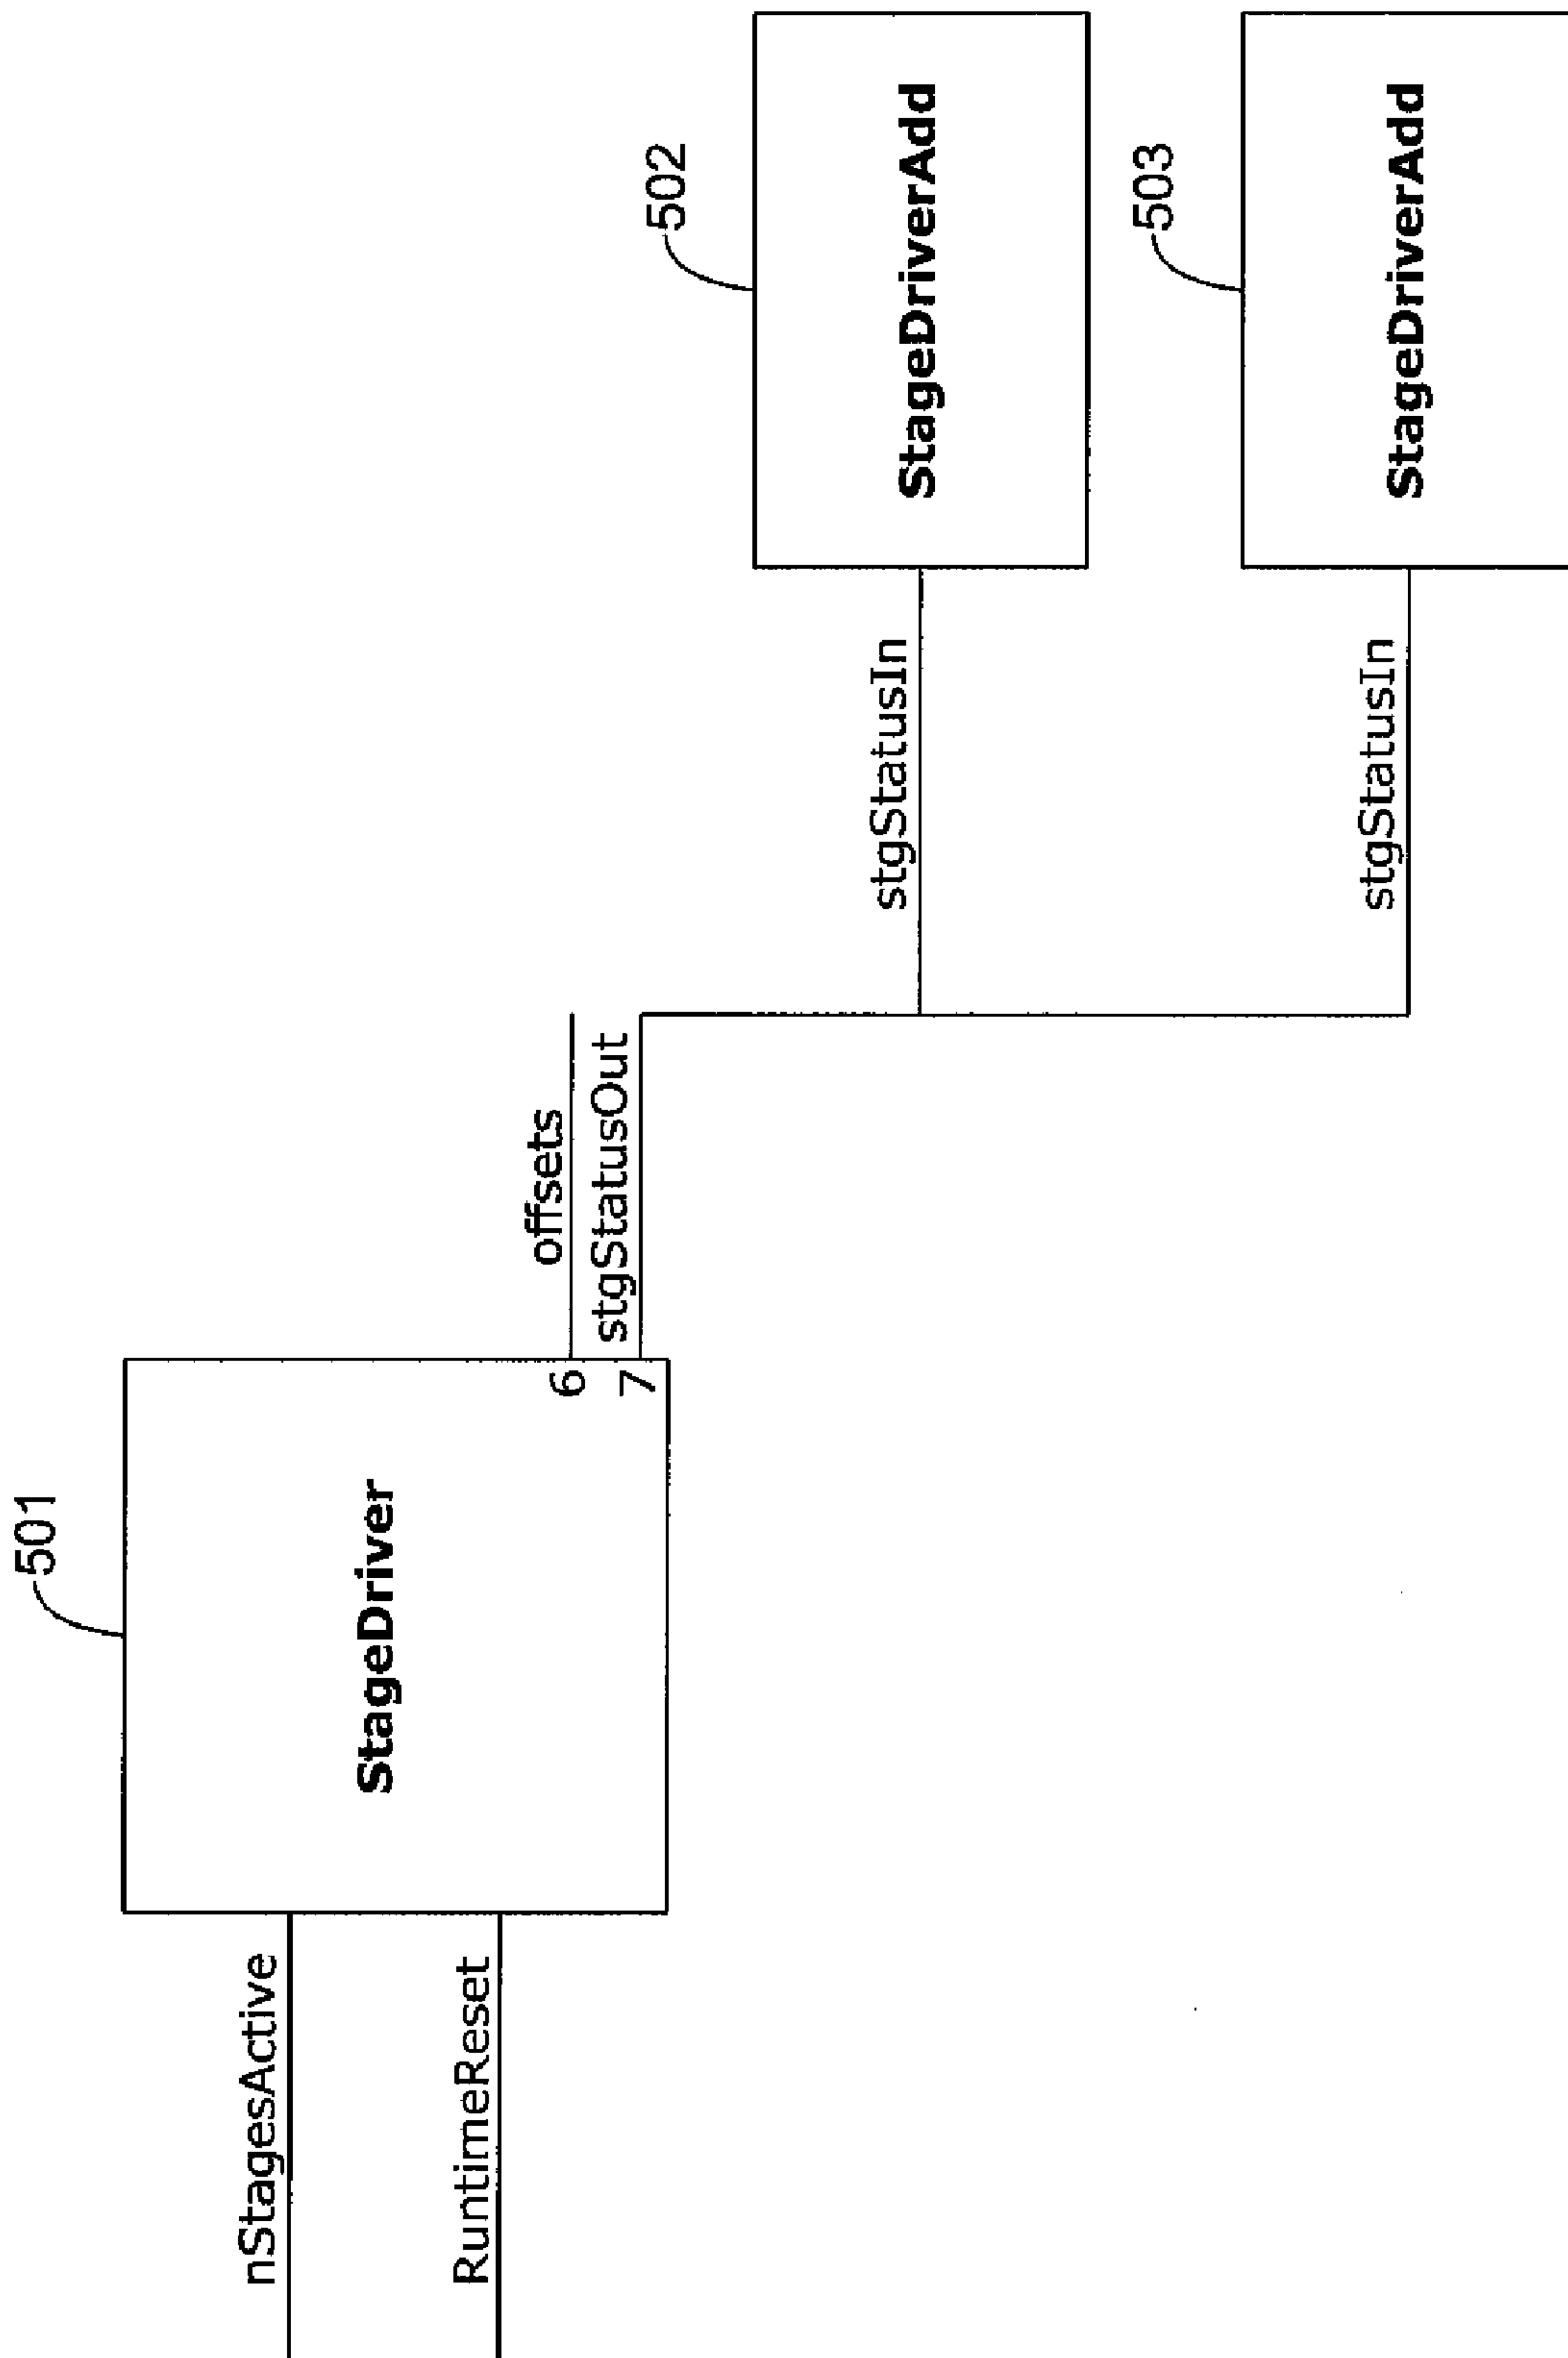 501
StageDriver
nStagesActive
RuntimeReset
6
offsets
7
stgStatusOut
502
StageDriverAdd
stgStatusIn
503
StageDriverAdd
stgStatusIn